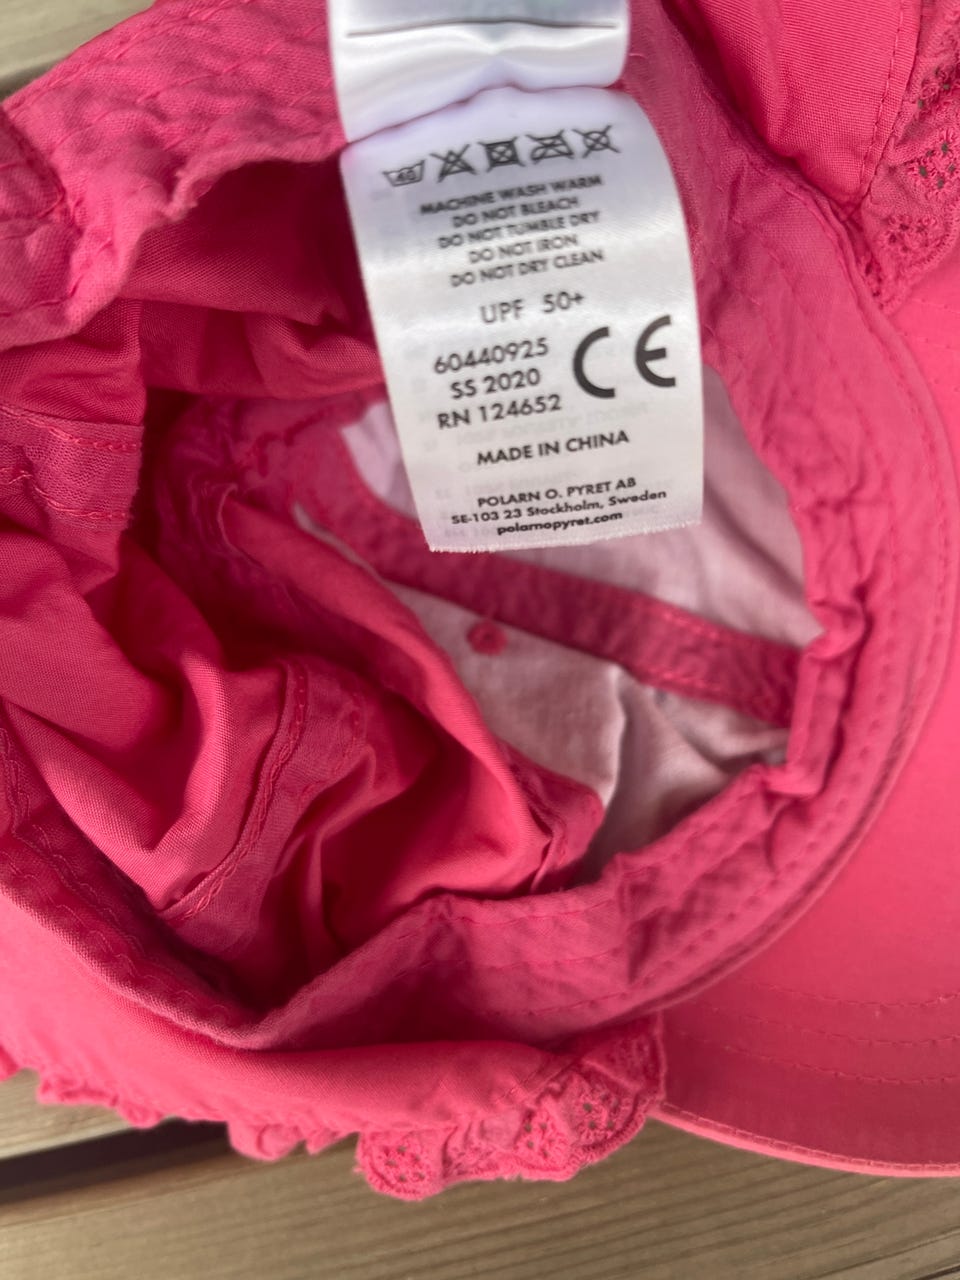 40
MACHINE WASH WARM
DO NOT BLEACH
DO NOT TUMBLE DRY
DO NOT IRON
DO NOT DRY CLEAN
UPF 50+
60440925
SS 2020
RN 124652
CE
MADE IN CHINA
POLARN O. PYRET AB
SE-103 23 Stockholm, Sweden
polarnopyret.com